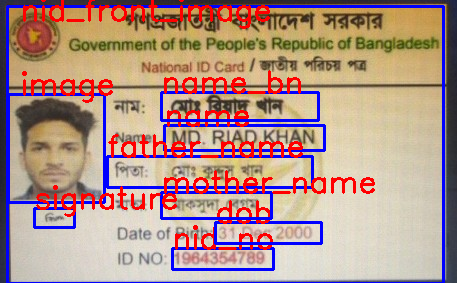 nid_front_image
গণপ্রজাতন্ত্রী বাংলাদেশ সরকার
Government of the People's Republic of Bangladesh
National ID Card / জাতীয় পরিচয় পত্র
image
name_bn
নাম: মোঃ রিয়াদ খান
name
Name: MD. RIAD KHAN
father_name
পিতা: মোঃ খান
mother_name
মাকসুদা বেগম
signature
dob
Date of Birth: 31 Dec 2000
nid_no
ID NO: 1964354789